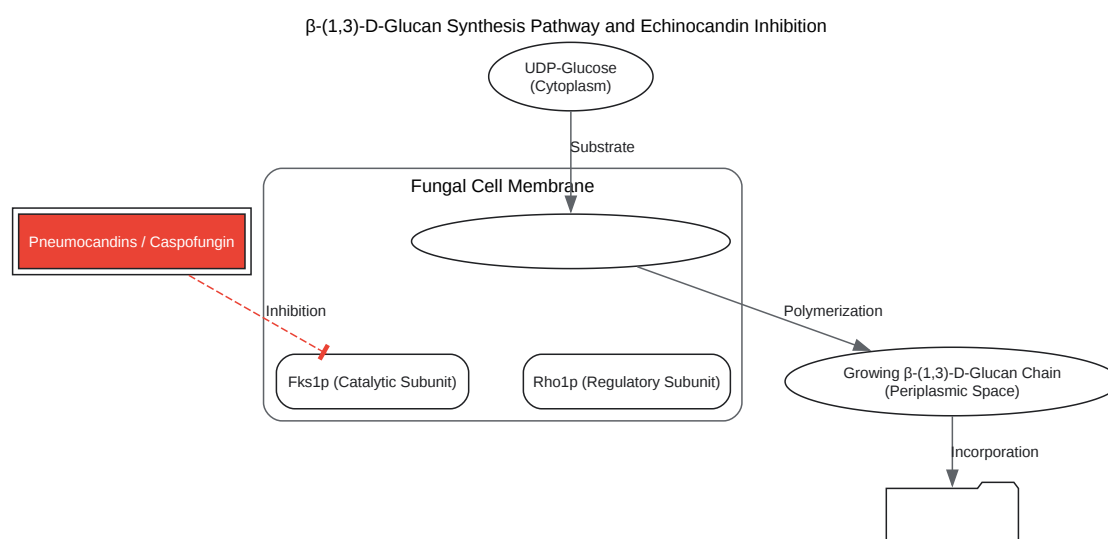 β-(1,3)-D-Glucan Synthesis Pathway and Echinocandin Inhibition
UDP-Glucose
(Cytoplasm)
Substrate
Fungal Cell Membrane
Pneumocandins / Caspofungin
Inhibition
Polymerization
Fks1p (Catalytic Subunit)
Rho1p (Regulatory Subunit)
Growing β-(1,3)-D-Glucan Chain
(Periplasmic Space)
Incorporation